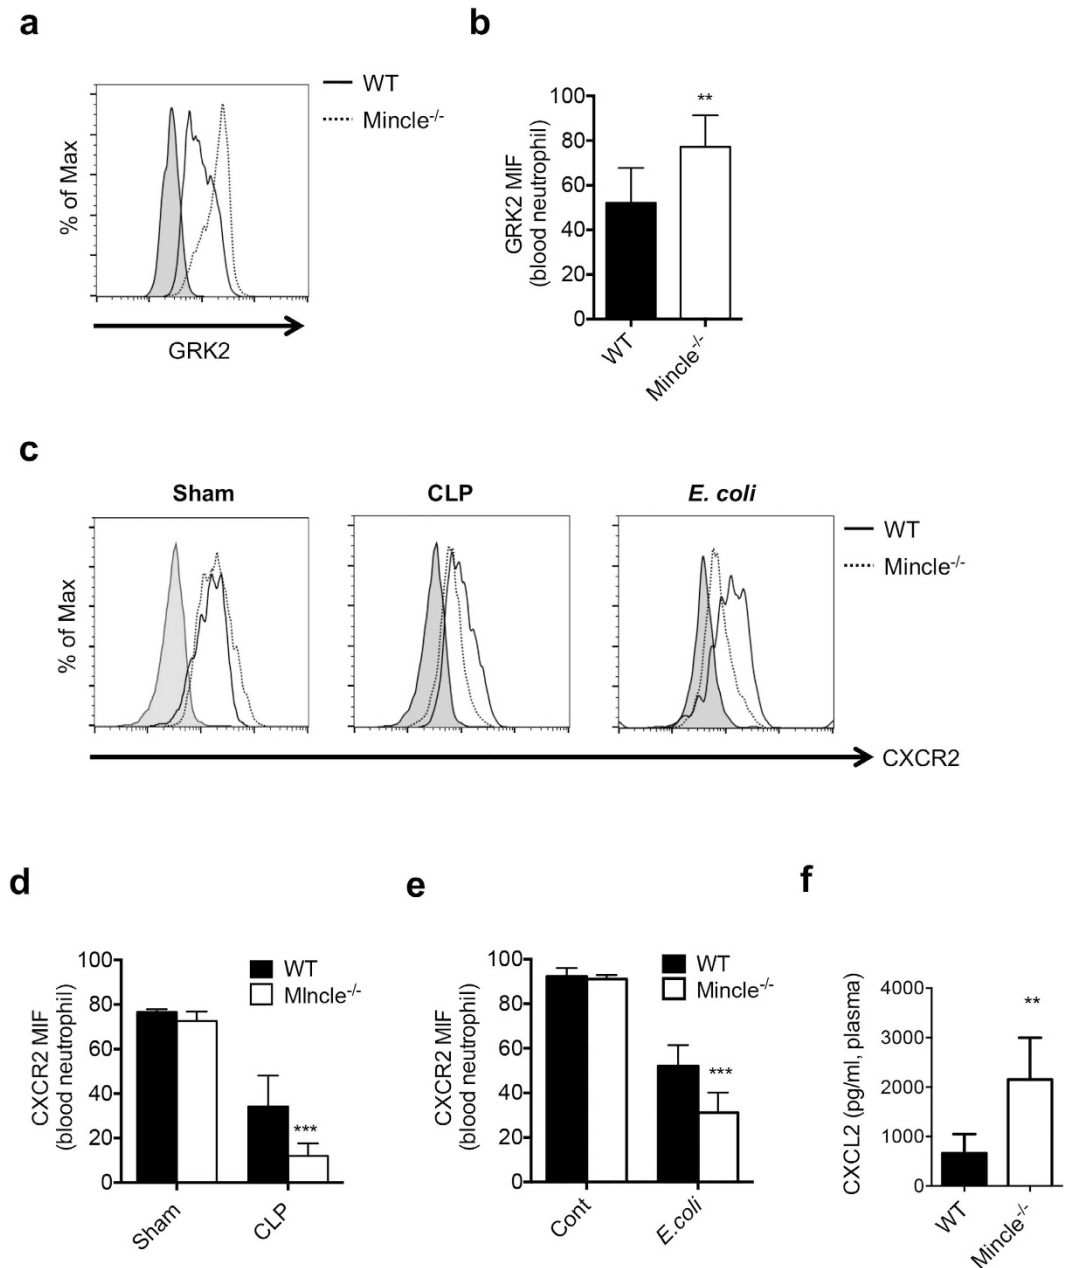 a
% of Max
GRK2
WT
Mincle-/-
b
GRK2 MIF
(blood neutrophil)
100
80
60
40
20
0
**
WT
Mincle-/-
c
Sham
CLP
E. coli
% of Max
WT
Mincle-/-
CXCR2
d
CXCR2 MIF
(blood neutrophil)
100
80
60
40
20
0
WT
MIncle-/-
***
Sham
CLP
e
CXCR2 MIF
(blood neutrophil)
100
80
60
40
20
0
WT
Mincle-/-
***
Cont
E.coli
f
CXCL2 (pg/ml, plasma)
4000
3000
2000
1000
0
**
WT
Mincle-/-